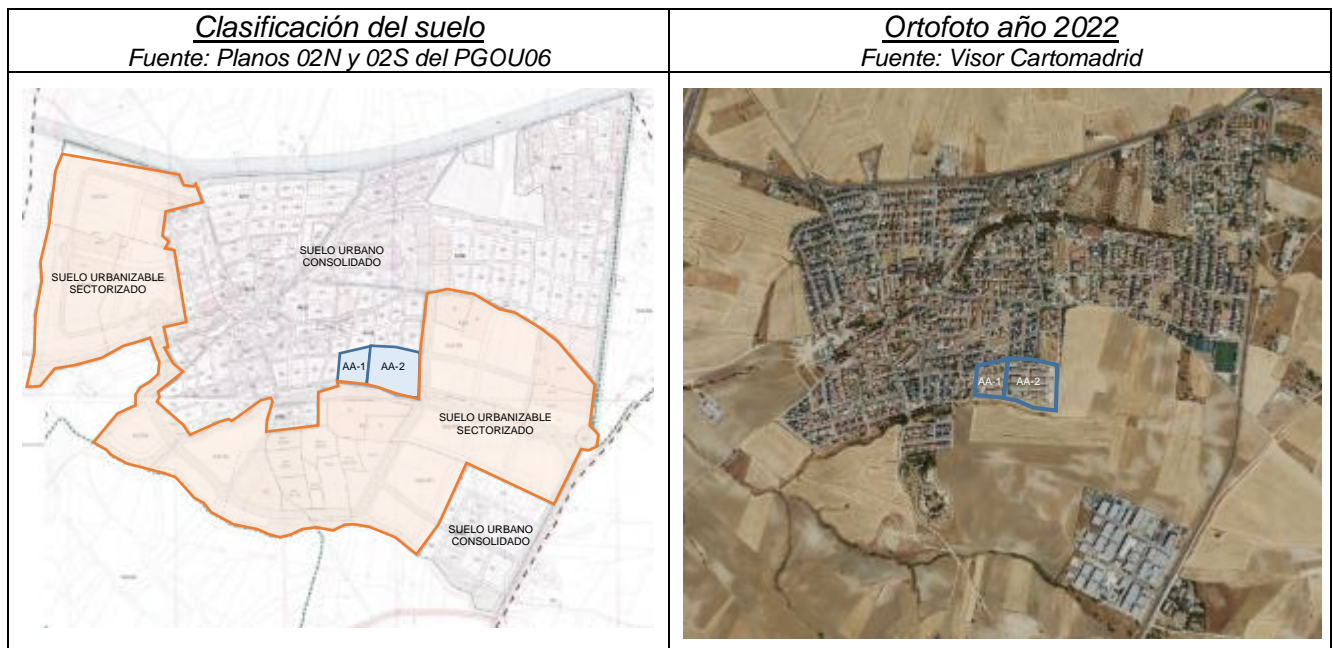 Clasificación del suelo
Fuente: Planos 02N y 02S del PGOU06
Ortofoto año 2022
Fuente: Visor Cartomadrid
SUELO URBANO
CONSOLIDADO
SUELO URBANIZABLE
SECTORIZADO
AA-1
AA-2
SUELO URBANIZABLE
SECTORIZADO
SUELO URBANO
CONSOLIDADO
AA-1
AA-2